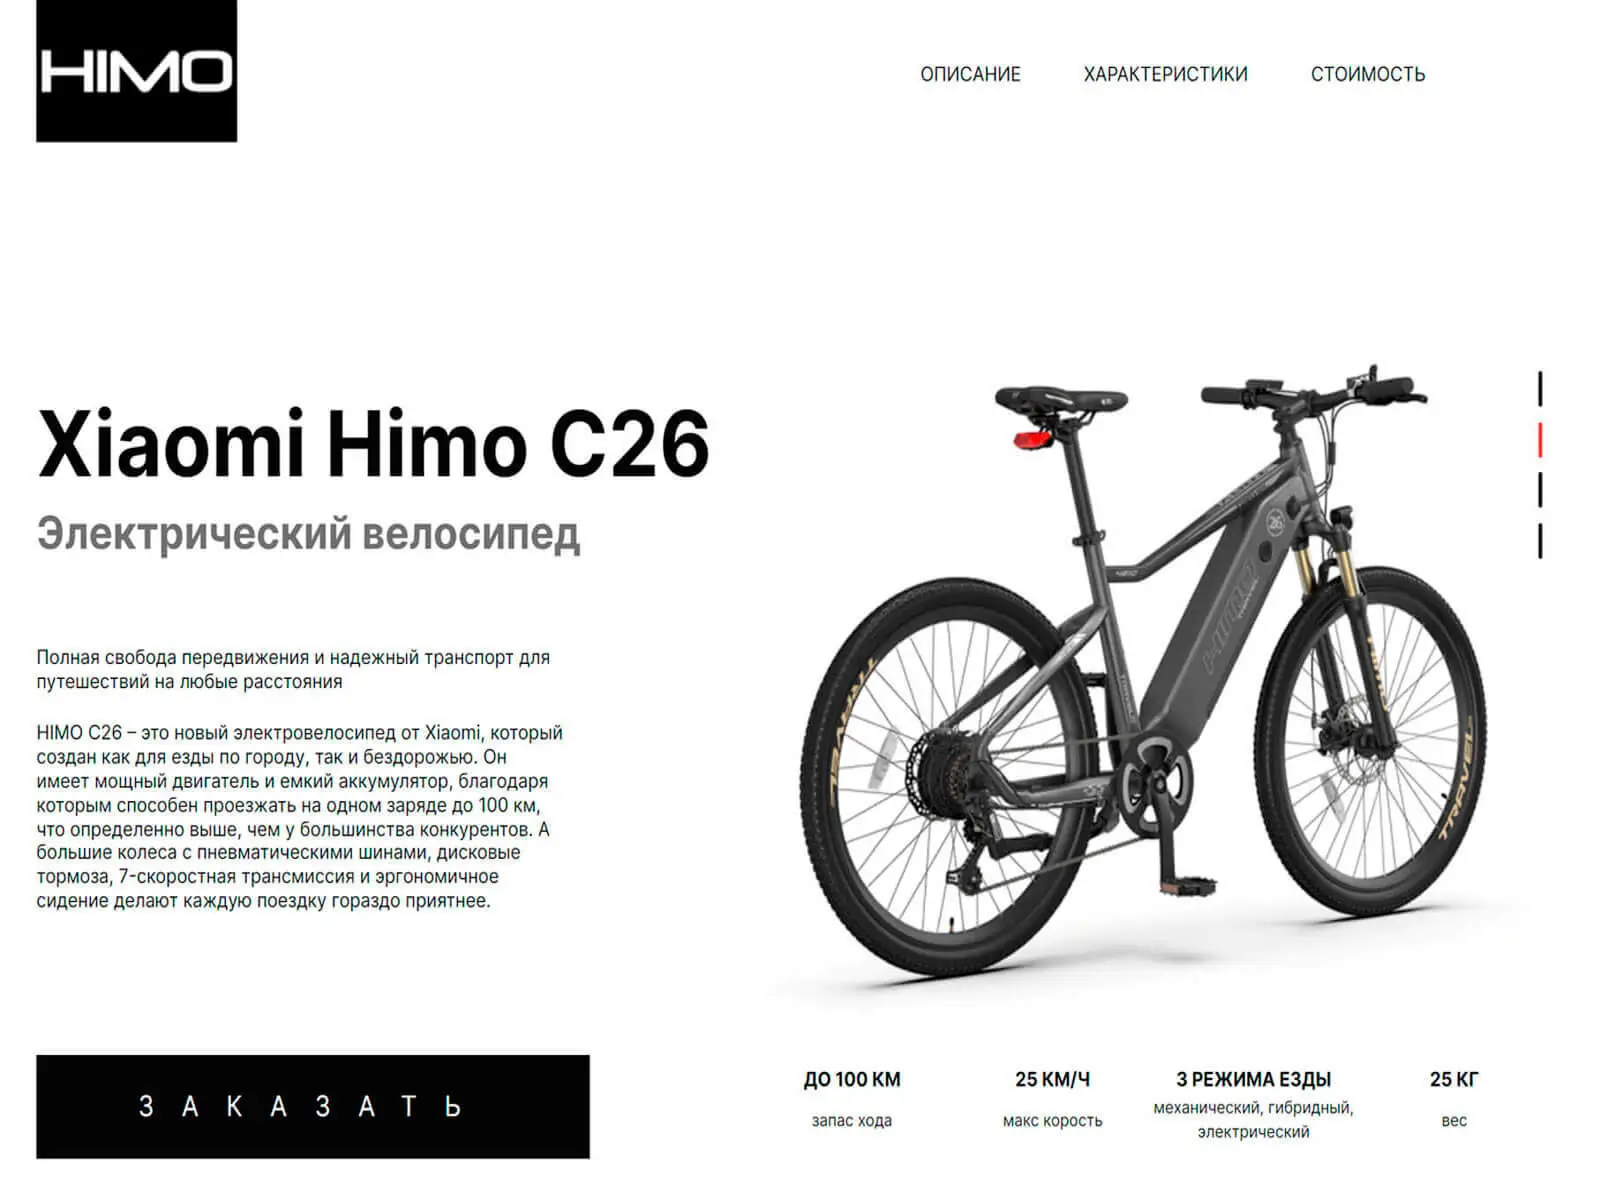 HIMO
ОПИСАНИЕ ХАРАКТЕРИСТИКИ СТОИМОСТЬ
Xiaomi Himo C26
Электрический велосипед
Полная свобода передвижения и надежный транспорт для
путешествий на любые расстояния
HIMO C26 – это новый электровелосипед от Xiaomi, который
создан как для езды по городу, так и бездорожью. Он
имеет мощный двигатель и емкий аккумулятор, благодаря
которым способен проезжать на одном заряде до 100 км,
что определенно выше, чем у большинства конкурентов. А
большие колеса с пневматическими шинами, дисковые
тормоза, 7-скоростная трансмиссия и эргономичное
сидение делают каждую поездку гораздо приятнее.
ЗАКАЗАТЬ
TRAVEL
HIMO
TRAVEL
ДО 100 КМ
запас хода
25 КМ/Ч
макс корость
3 РЕЖИМА ЕЗДЫ
механический, гибридный,
электрический
25 КГ
вес